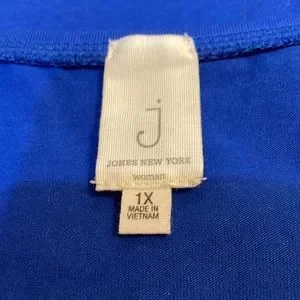 j
JONES NEW YORK
woman
1X
MADE IN
VIETNAM